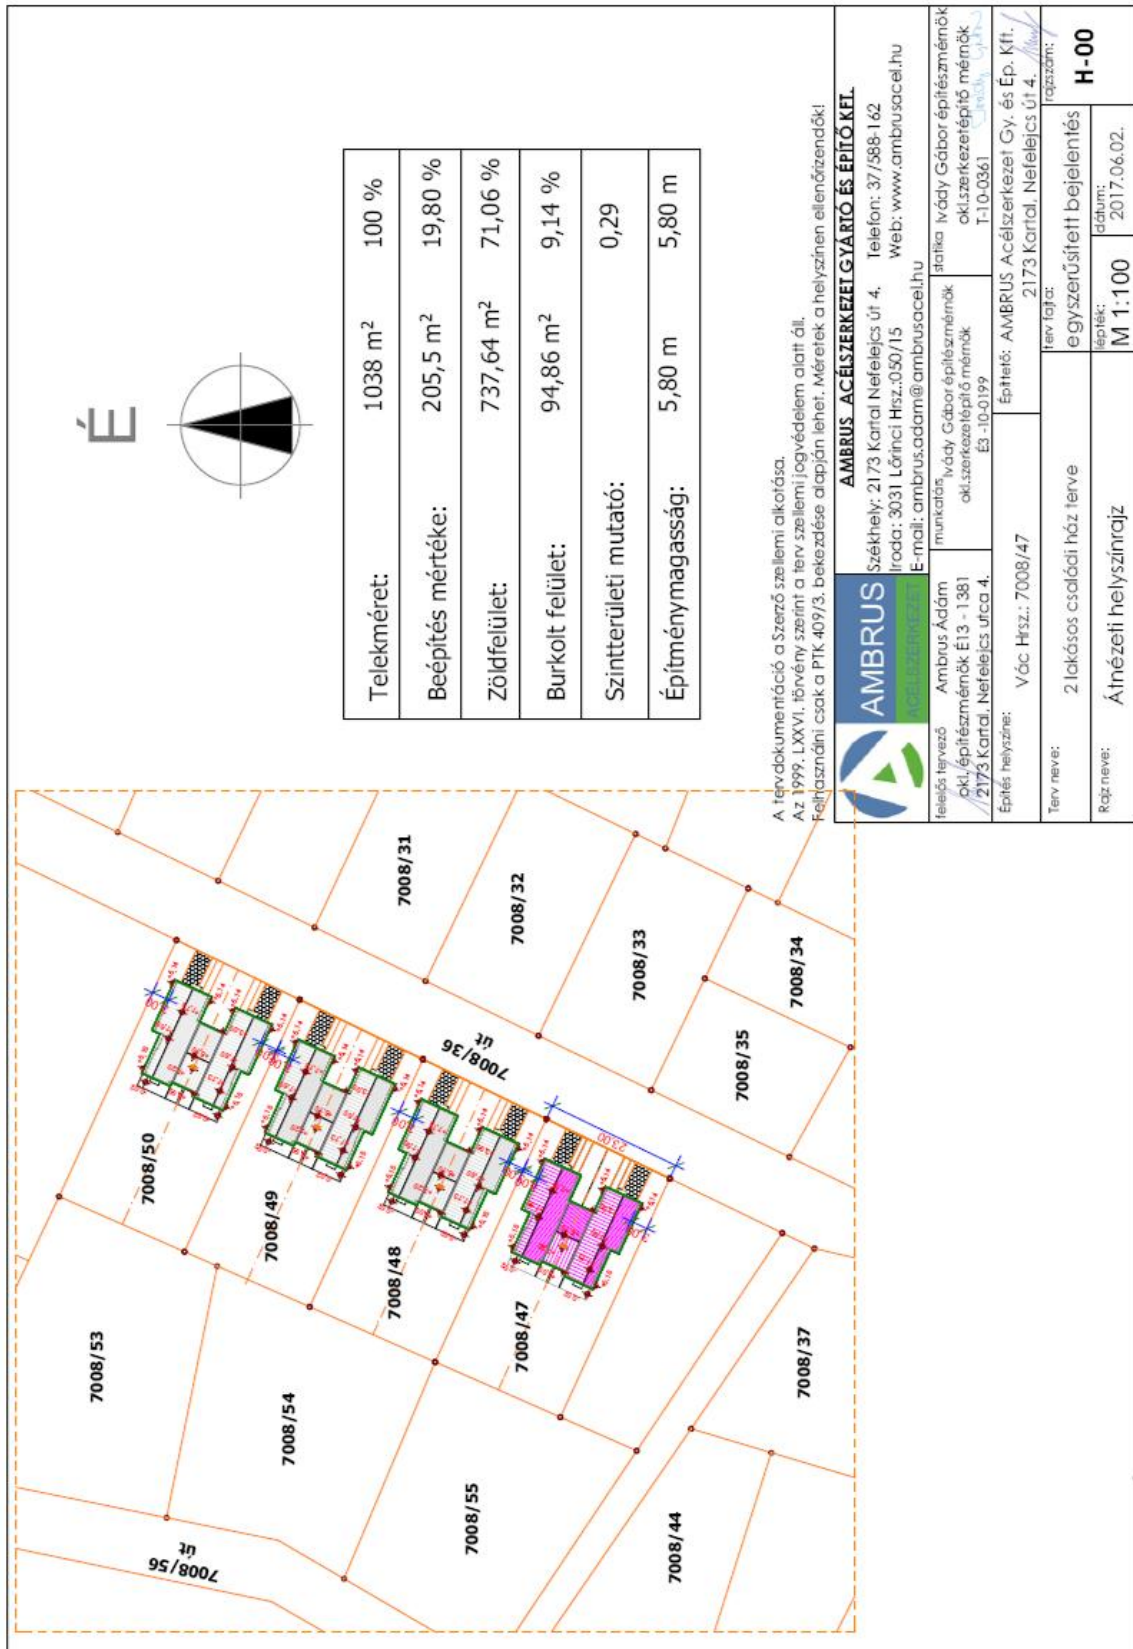 É
Telekméret: 1038 m² 100 %
Beépítés mértéke: 205,5 m² 19,80 %
Zöldfelület: 737,64 m² 71,06 %
Burkolt felület: 94,86 m² 9,14 %
Szintterületi mutató: 0,29
Építménymagasság: 5,80 m 5,80 m
7008/53
7008/50
7008/31
7008/54
7008/49
7008/32
7008/56
út
7008/48
7008/36
út
7008/33
7008/55
7008/47
23.00
7008/35
7008/34
7008/44
7008/37
A tervdokumentáció a Szerző szellemi alkotása.
Az 1999. LXXVI. törvény szerint a terv szellemi jogvédelem alatt áll.
Felhasználni csak a PTK 409/3. bekezdése alapján lehet. Méretek a helyszínen ellenőrizendők!
AMBRUS
ACÉLSZERKEZET
AMBRUS ACÉLSZERKEZET GYÁRTÓ ÉS ÉPÍTŐ KFT.
Székhely: 2173 Kartal Nefelejcs út 4. Telefon: 37/588-162
Iroda: 3031 Lőrinci Hrsz.:050/15 Web: www.ambrusacel.hu
E-mail: ambrus.adam@ambrusacel.hu
felelős tervező Ambrus Ádám
okl. építészmérnök É13 - 1381
2173 Kartal, Nefelejcs utca 4.
munkatárs Ivády Gábor építészmérnök
okl.szerkezetépítő mérnök
É3 -10-0199
statika Ivády Gábor építészmérnök
okl.szerkezetépítő mérnök
T-10-0361
Építés helyszíne: Vác Hrsz.: 7008/47
Építtető: AMBRUS Acélszerkezet Gy. és Ép. Kft.
2173 Kartal, Nefelejcs út 4.
Terv neve: 2 lakásos családi ház terve
terv fajta:
egyszerűsített bejelentés
rajzszám:
H-00
Rajz neve: Átnézeti helyszínrajz
lépték:
M 1:100
dátum:
2017.06.02.